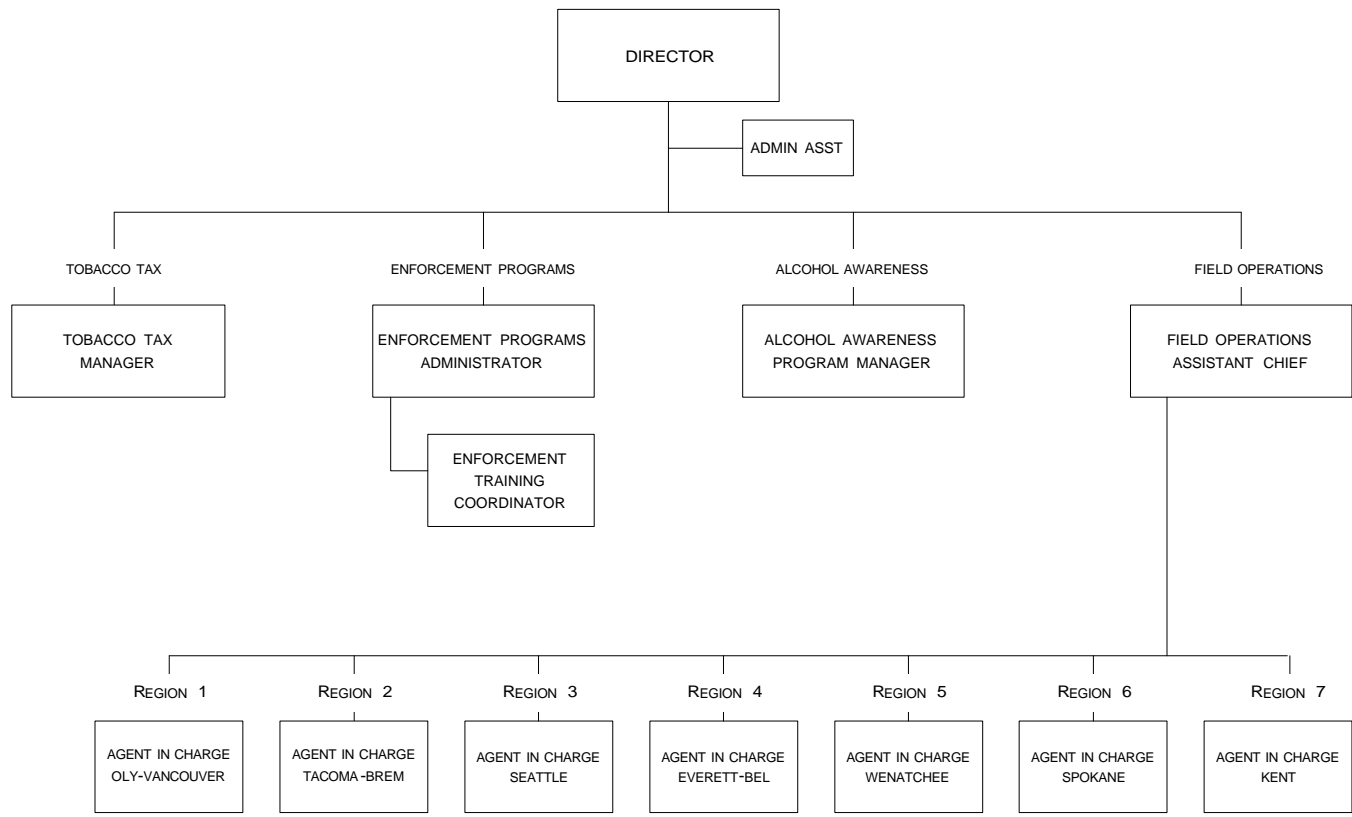 DIRECTOR
ADMIN ASST
TOBACCO TAX
ENFORCEMENT PROGRAMS
ALCOHOL AWARENESS
FIELD OPERATIONS
TOBACCO TAX
MANAGER
ENFORCEMENT PROGRAMS
ADMINISTRATOR
ALCOHOL AWARENESS
PROGRAM MANAGER
FIELD OPERATIONS
ASSISTANT CHIEF
ENFORCEMENT
TRAINING
COORDINATOR
REGION 1
REGION 2
REGION 3
REGION 4
REGION 5
REGION 6
REGION 7
AGENT IN CHARGE
OLY-VANCOUVER
AGENT IN CHARGE
TACOMA-BREM
AGENT IN CHARGE
SEATTLE
AGENT IN CHARGE
EVERETT-BEL
AGENT IN CHARGE
WENATCHEE
AGENT IN CHARGE
SPOKANE
AGENT IN CHARGE
KENT